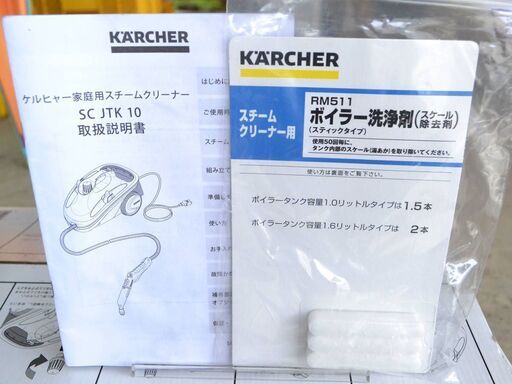 KÄRCHER
ケルヒャー家庭用スチームクリーナー
SC JTK 10
取扱説明書
はじめに
ご使用
スチーム
組み立て
準備し
使い方
お手入
故障か
補修部
オプシ
保証・
KÄRCHER
スチーム
クリーナー用
RM511
ボイラー洗浄剤(スケール除去剤)
(スティックタイプ)
使用50回毎に、
タンク内部のスケール(湯あか)を取り除いてください。
使い方は裏面をご覧下さい。
ボイラータンク容量1.0リットルタイプは 1.5本
ボイラータンク容量1.6リットルタイプは 2本